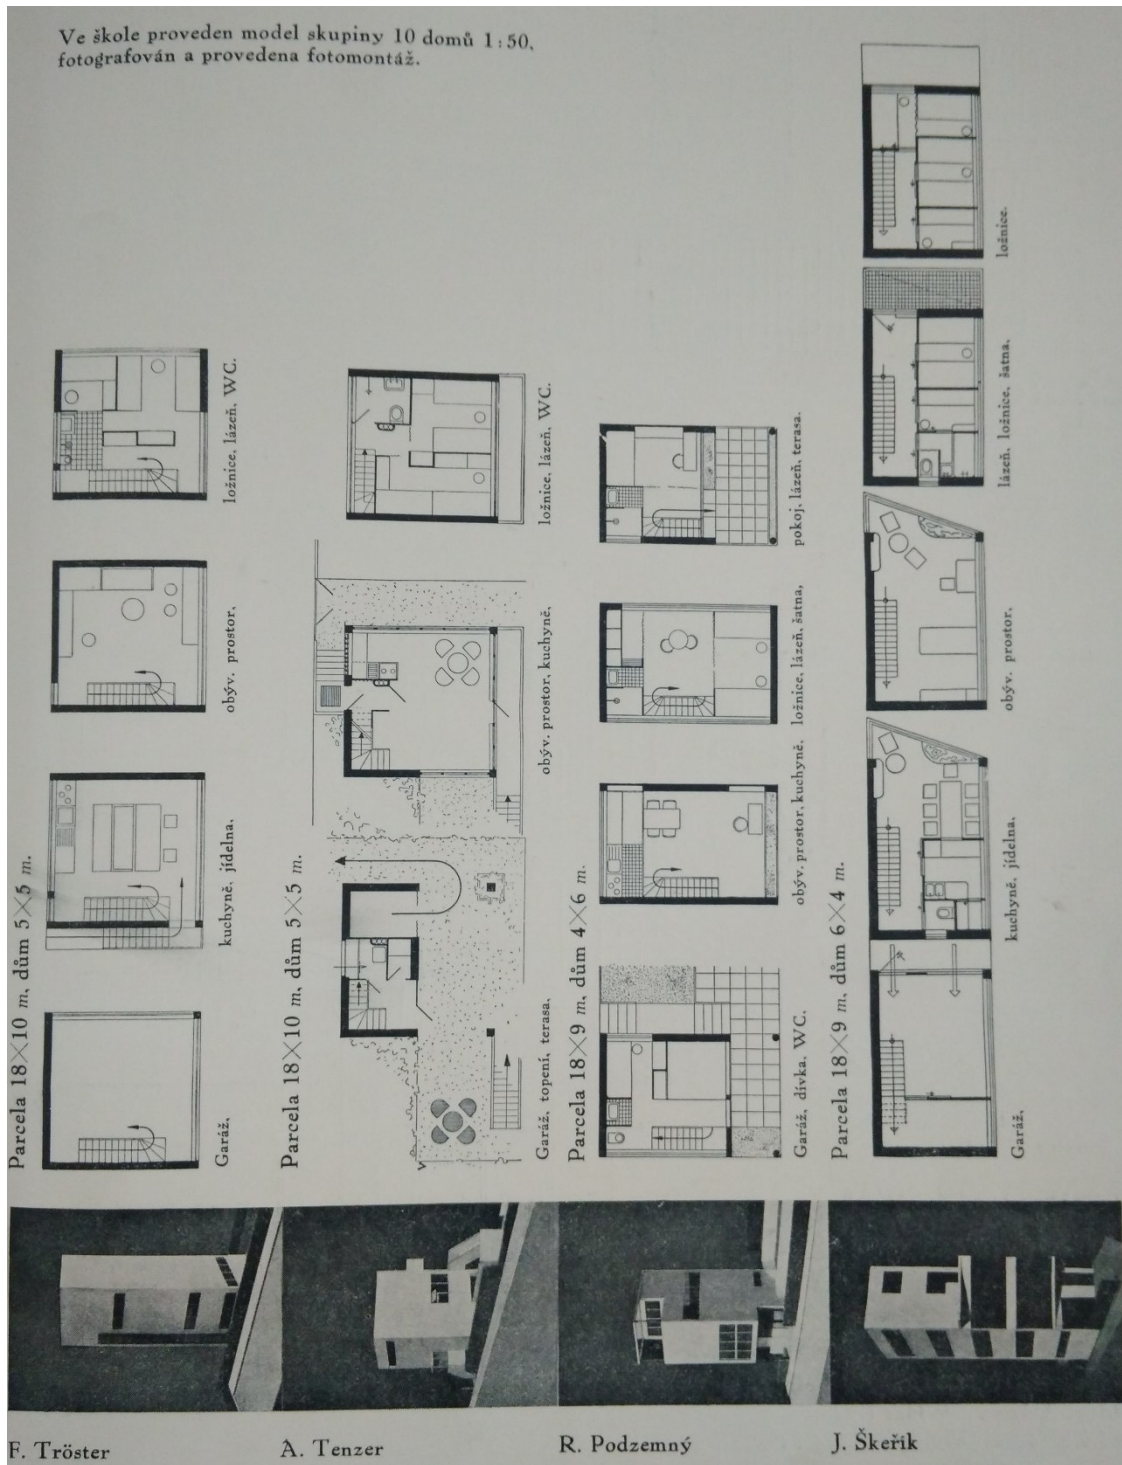 Ve škole proveden model skupiny 10 domů 1:50,
fotografován a provedena fotomontáž.
Parcela 18×10 m, dům 5×5 m.
Garáž,
kuchyně, jídelna,
obýv. prostor,
ložnice, lázeň, WC.
Parcela 18×10 m, dům 5×5 m.
Garáž, topení, terasa,
obýv. prostor, kuchyně,
ložnice, lázeň, WC.
Parcela 18×9 m, dům 4×6 m.
Garáž, dívka, WC.
obýv. prostor, kuchyně.
ložnice, lázeň, šatna,
pokoj, lázeň, terasa.
Parcela 18×9 m, dům 6×4 m.
Garáž,
kuchyně, jídelna,
obýv. prostor,
lázeň, ložnice, šatna,
ložnice.
F. Tröster
A. Tenzer
R. Podzemný
J. Škeřík